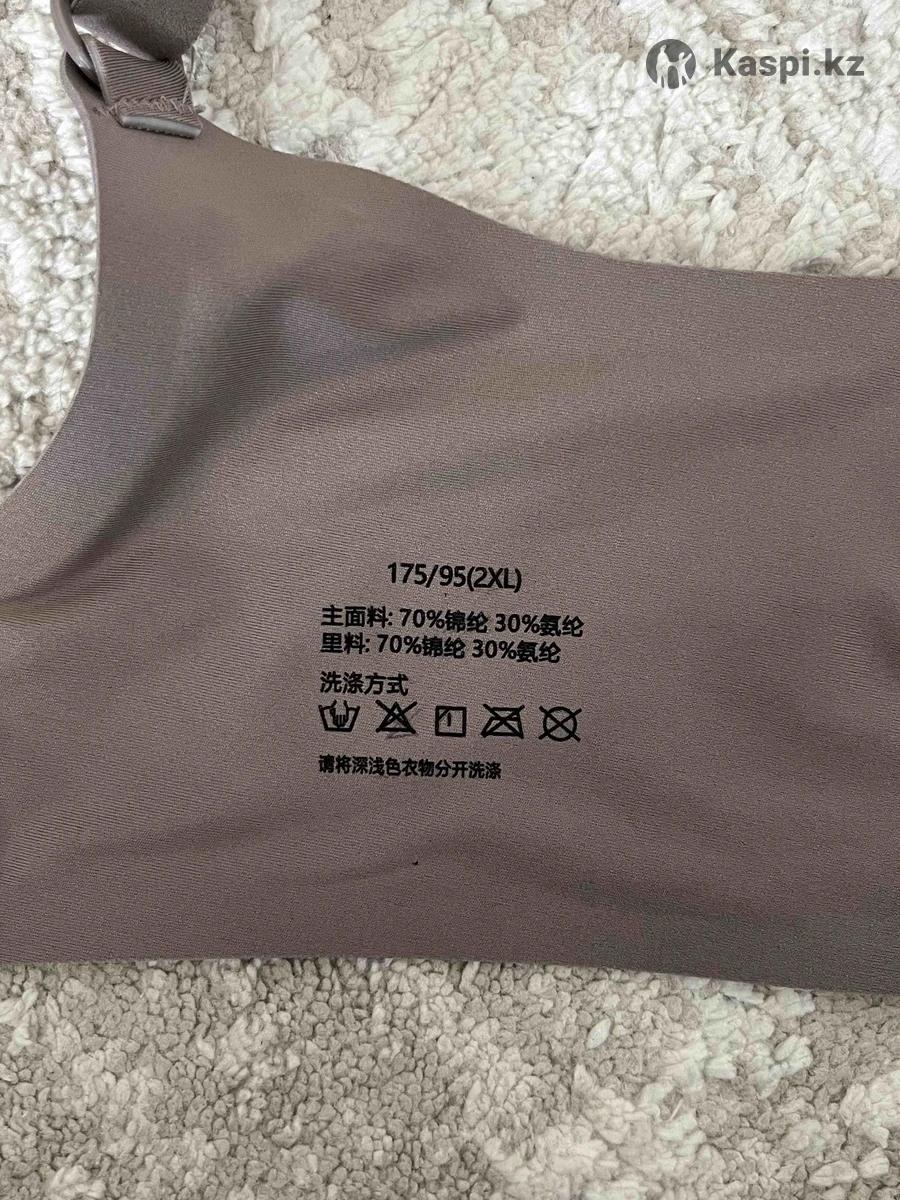 Kaspi.kz
175/95(2XL)
主面料: 70%锦纶 30%氨纶
里料: 70%锦纶 30%氨纶
洗涤方式
请将深浅色衣物分开洗涤